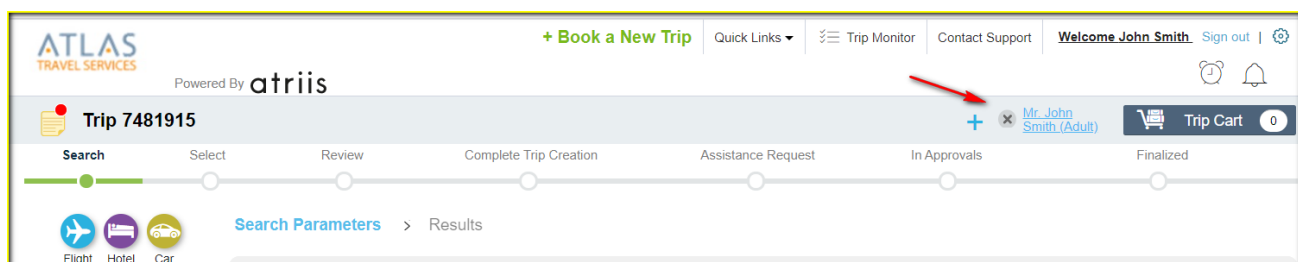 ATLAS
TRAVEL SERVICES
Powered By atriis
+ Book a New Trip Quick Links Trip Monitor Contact Support Welcome John Smith Sign out |
Trip 7481915
+ Mr. John
Smith (Adult)
Trip Cart 0
Search Select Review Complete Trip Creation Assistance Request In Approvals Finalized
Search Parameters > Results
Flight Hotel Car